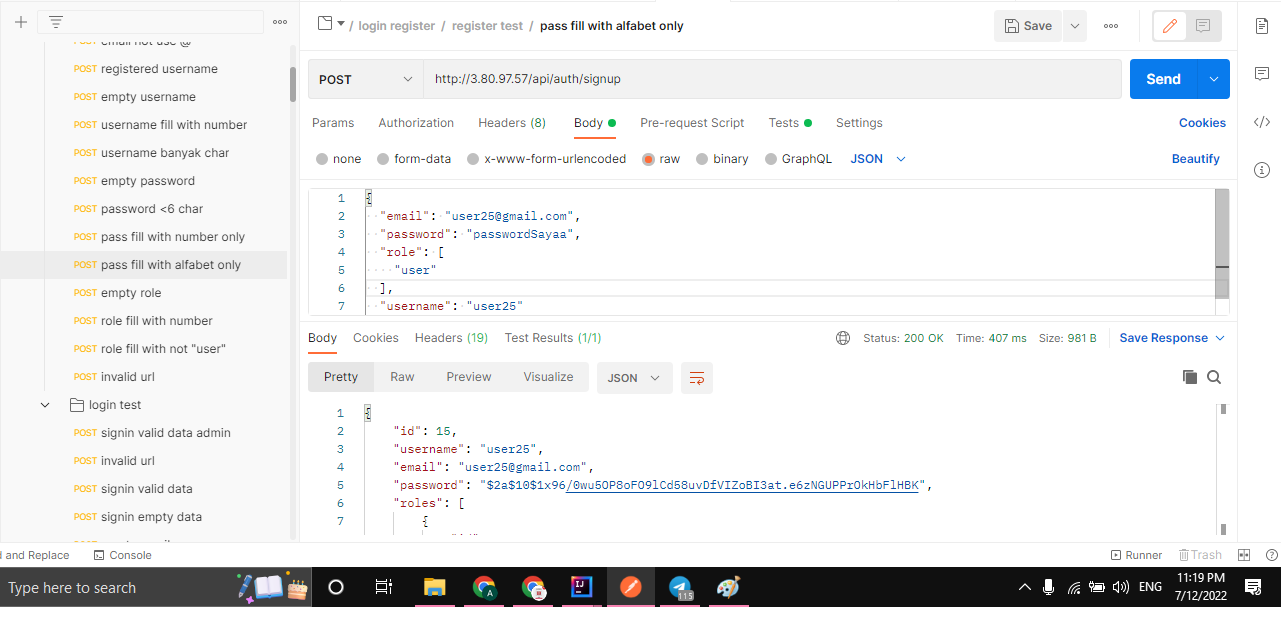 / login register / register test / pass fill with alfabet only
Save
email not use @
POST registered username
POST empty username
POST username fill with number
POST username banyak char
POST empty password
POST password <6 char
POST pass fill with number only
POST pass fill with alfabet only
POST empty role
POST role fill with number
POST role fill with not "user"
POST invalid url
login test
POST signin valid data admin
POST invalid url
POST signin valid data
POST signin empty data
POST
http://3.80.97.57/api/auth/signup
Send
Params Authorization Headers (8) Body Pre-request Script Tests Settings Cookies
none form-data x-www-form-urlencoded raw binary GraphQL JSON Beautify
1 {
2 "email": "user25@gmail.com",
3 "password": "passwordSayaa",
4 "role": [
5 "user"
6 ],
7 "username": "user25"
Body Cookies Headers (19) Test Results (1/1) Status: 200 OK Time: 407 ms Size: 981 B Save Response
Pretty Raw Preview Visualize JSON
1 {
2 "id": 15,
3 "username": "user25",
4 "email": "user25@gmail.com",
5 "password": "$2a$10$1x96/0wu5OP8oFO9lCd58uvDfVIZoBI3at.e6zNGUPPrOkHbFlHBK",
6 "roles": [
7 {
and Replace Console Runner Trash
Type here to search
A
IJ
115
ENG
11:19 PM
7/12/2022